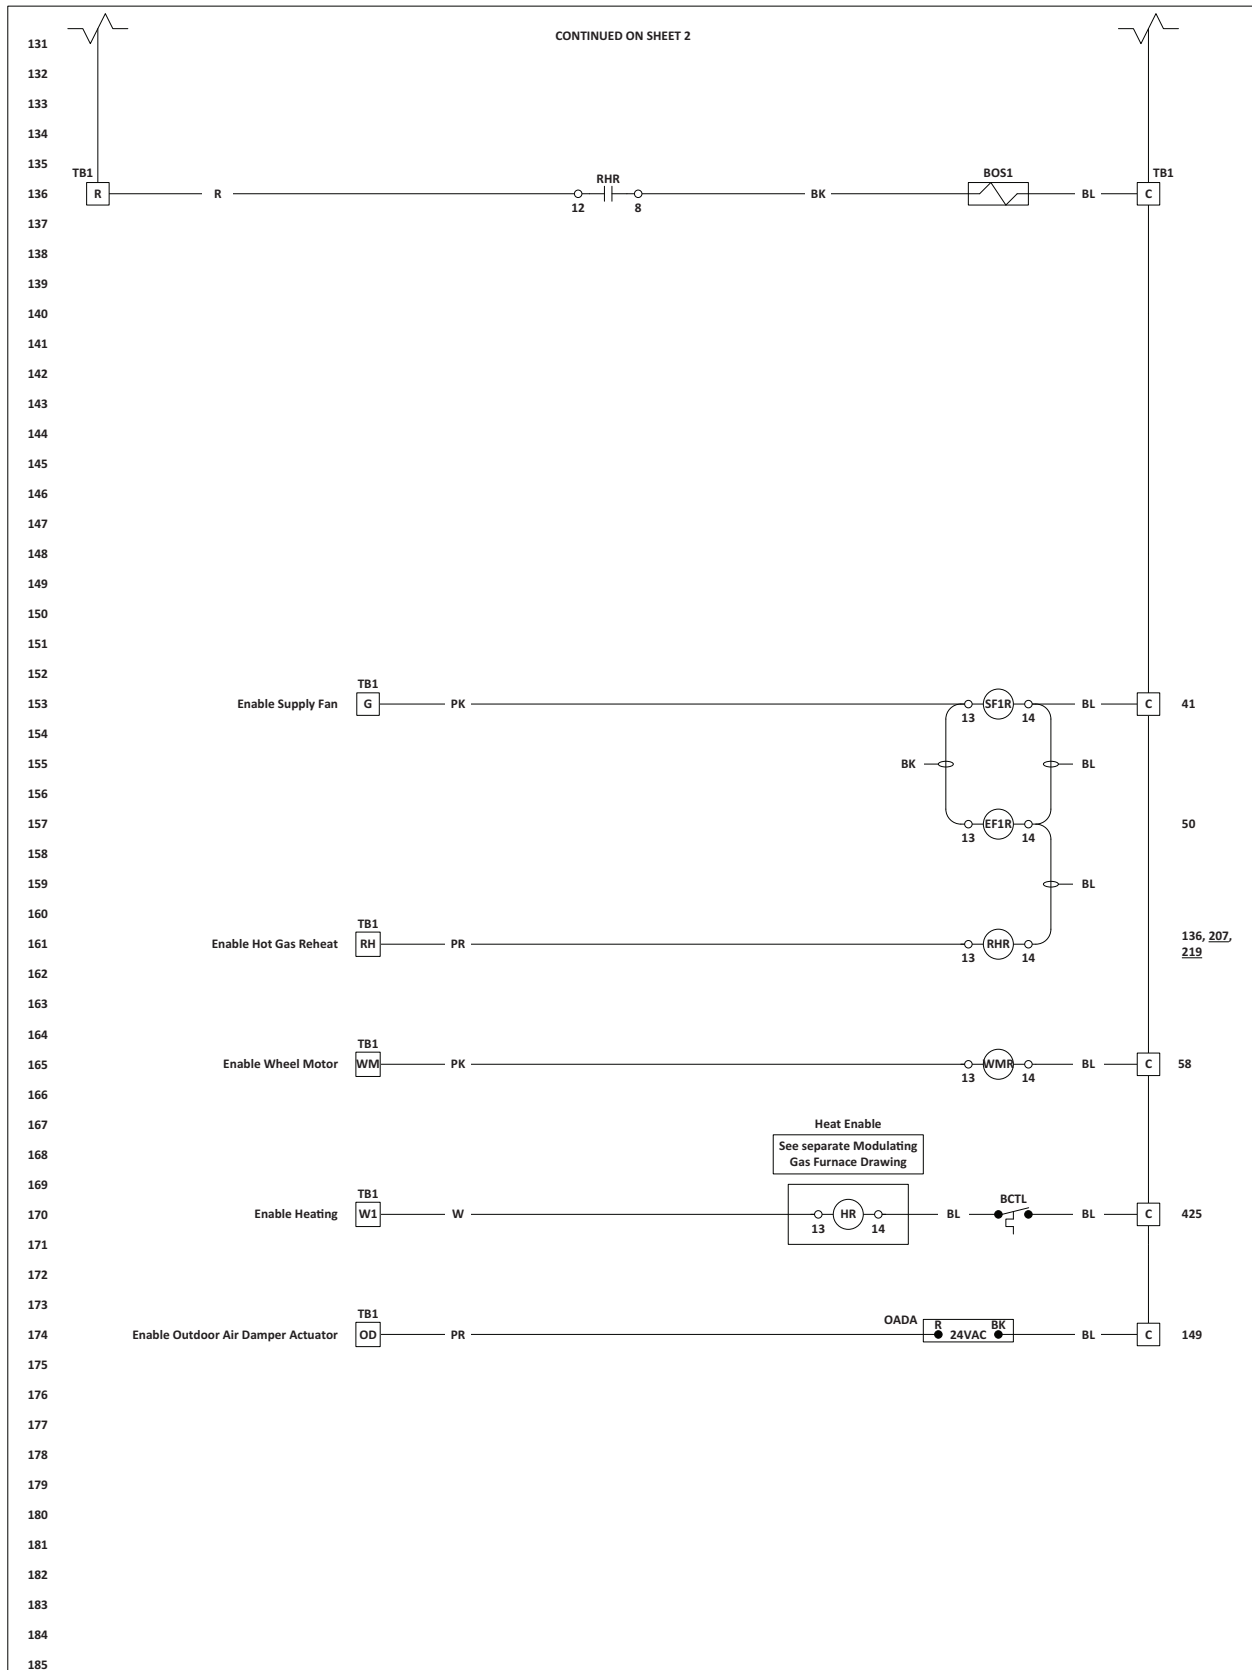 131 CONTINUED ON SHEET 2
132
133
134
135
TB1 RHR BOS1 TB1
136 R R BK BL C
12 8
137
138
139
140
141
142
143
144
145
146
147
148
149
150
151
152
TB1
153 Enable Supply Fan G PK SF1R BL C 41
13 14
154
155 BK BL
156
157 EF1R 50
13 14
158
159 BL
160
TB1
161 Enable Hot Gas Reheat RH PR RHR 136, 207,
219
13 14
162
163
164
TB1
165 Enable Wheel Motor WM PK WMR BL C 58
13 14
166
167 Heat Enable
168 See separate Modulating
Gas Furnace Drawing
169
TB1 BCTL
170 Enable Heating W1 W HR BL BL C 425
13 14
171
172
173
TB1 OADA R BK
174 Enable Outdoor Air Damper Actuator OD PR 24VAC BL C 149
175
176
177
178
179
180
181
182
183
184
185